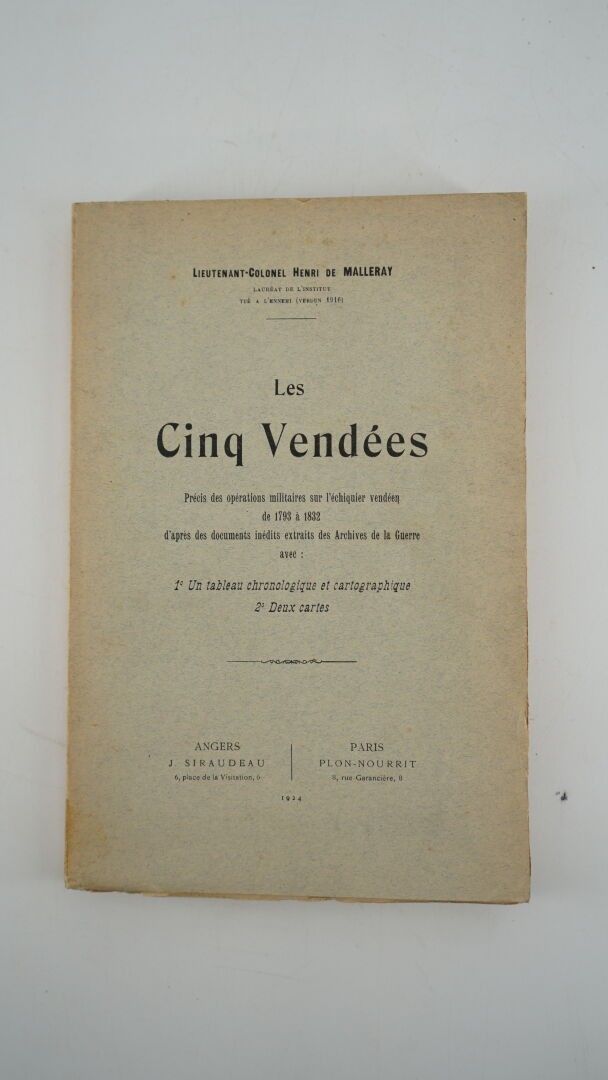 LIEUTENANT-COLONEL HENRI DE MALLERAY
LAURÉAT DE L'INSTITUT
TUÉ A L'ENNEMI (VERDUN 1916)
Les
Cinq Vendées
Précis des opérations militaires sur l'échiquier vendéen
de 1793 à 1832
d'après des documents inédits extraits des Archives de la Guerre
avec :
1º Un tableau chronologique et cartographique
2º Deux cartes
ANGERS
J. SIRAUDEAU
6, place de la Visitation, 6
PARIS
PLON-NOURRIT
8, rue Garancière, 8
1924